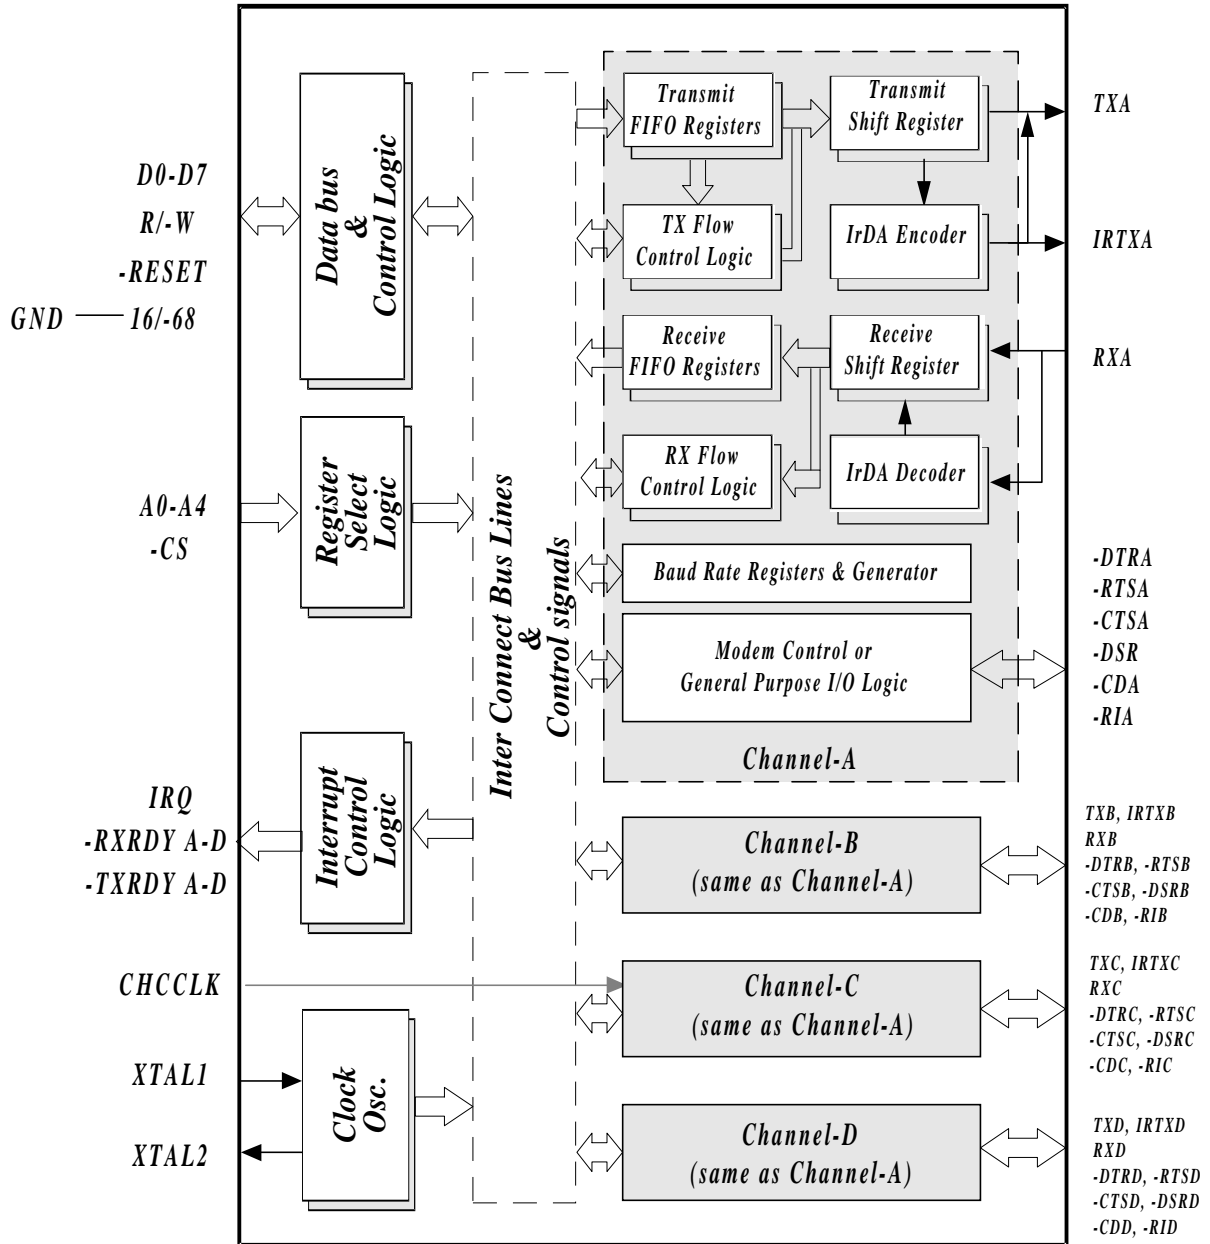 D0-D7
R/-W
-RESET
GND
16/-68
A0-A4
-CS
IRQ
-RXRDY A-D
-TXRDY A-D
CHCCLK
XTAL1
XTAL2
Data bus
&
Control Logic
Register
Select
Logic
Interrupt
Control
Logic
Clock
Osc.
Inter Connect Bus Lines
&
Control signals
Transmit
FIFO Registers
Transmit
Shift Register
TX Flow
Control Logic
IrDA Encoder
Receive
FIFO Registers
Receive
Shift Register
RX Flow
Control Logic
IrDA Decoder
Baud Rate Registers & Generator
Modem Control or
General Purpose I/O Logic
Channel-A
Channel-B
(same as Channel-A)
Channel-C
(same as Channel-A)
Channel-D
(same as Channel-A)
TXA
IRTXA
RXA
-DTRA
-RTSA
-CTSA
-DSR
-CDA
-RIA
TXB, IRTXB
RXB
-DTRB, -RTSB
-CTSB, -DSRB
-CDB, -RIB
TXC, IRTXC
RXC
-DTRC, -RTSC
-CTSC, -DSRC
-CDC, -RIC
TXD, IRTXD
RXD
-DTRD, -RTSD
-CTSD, -DSRD
-CDD, -RID